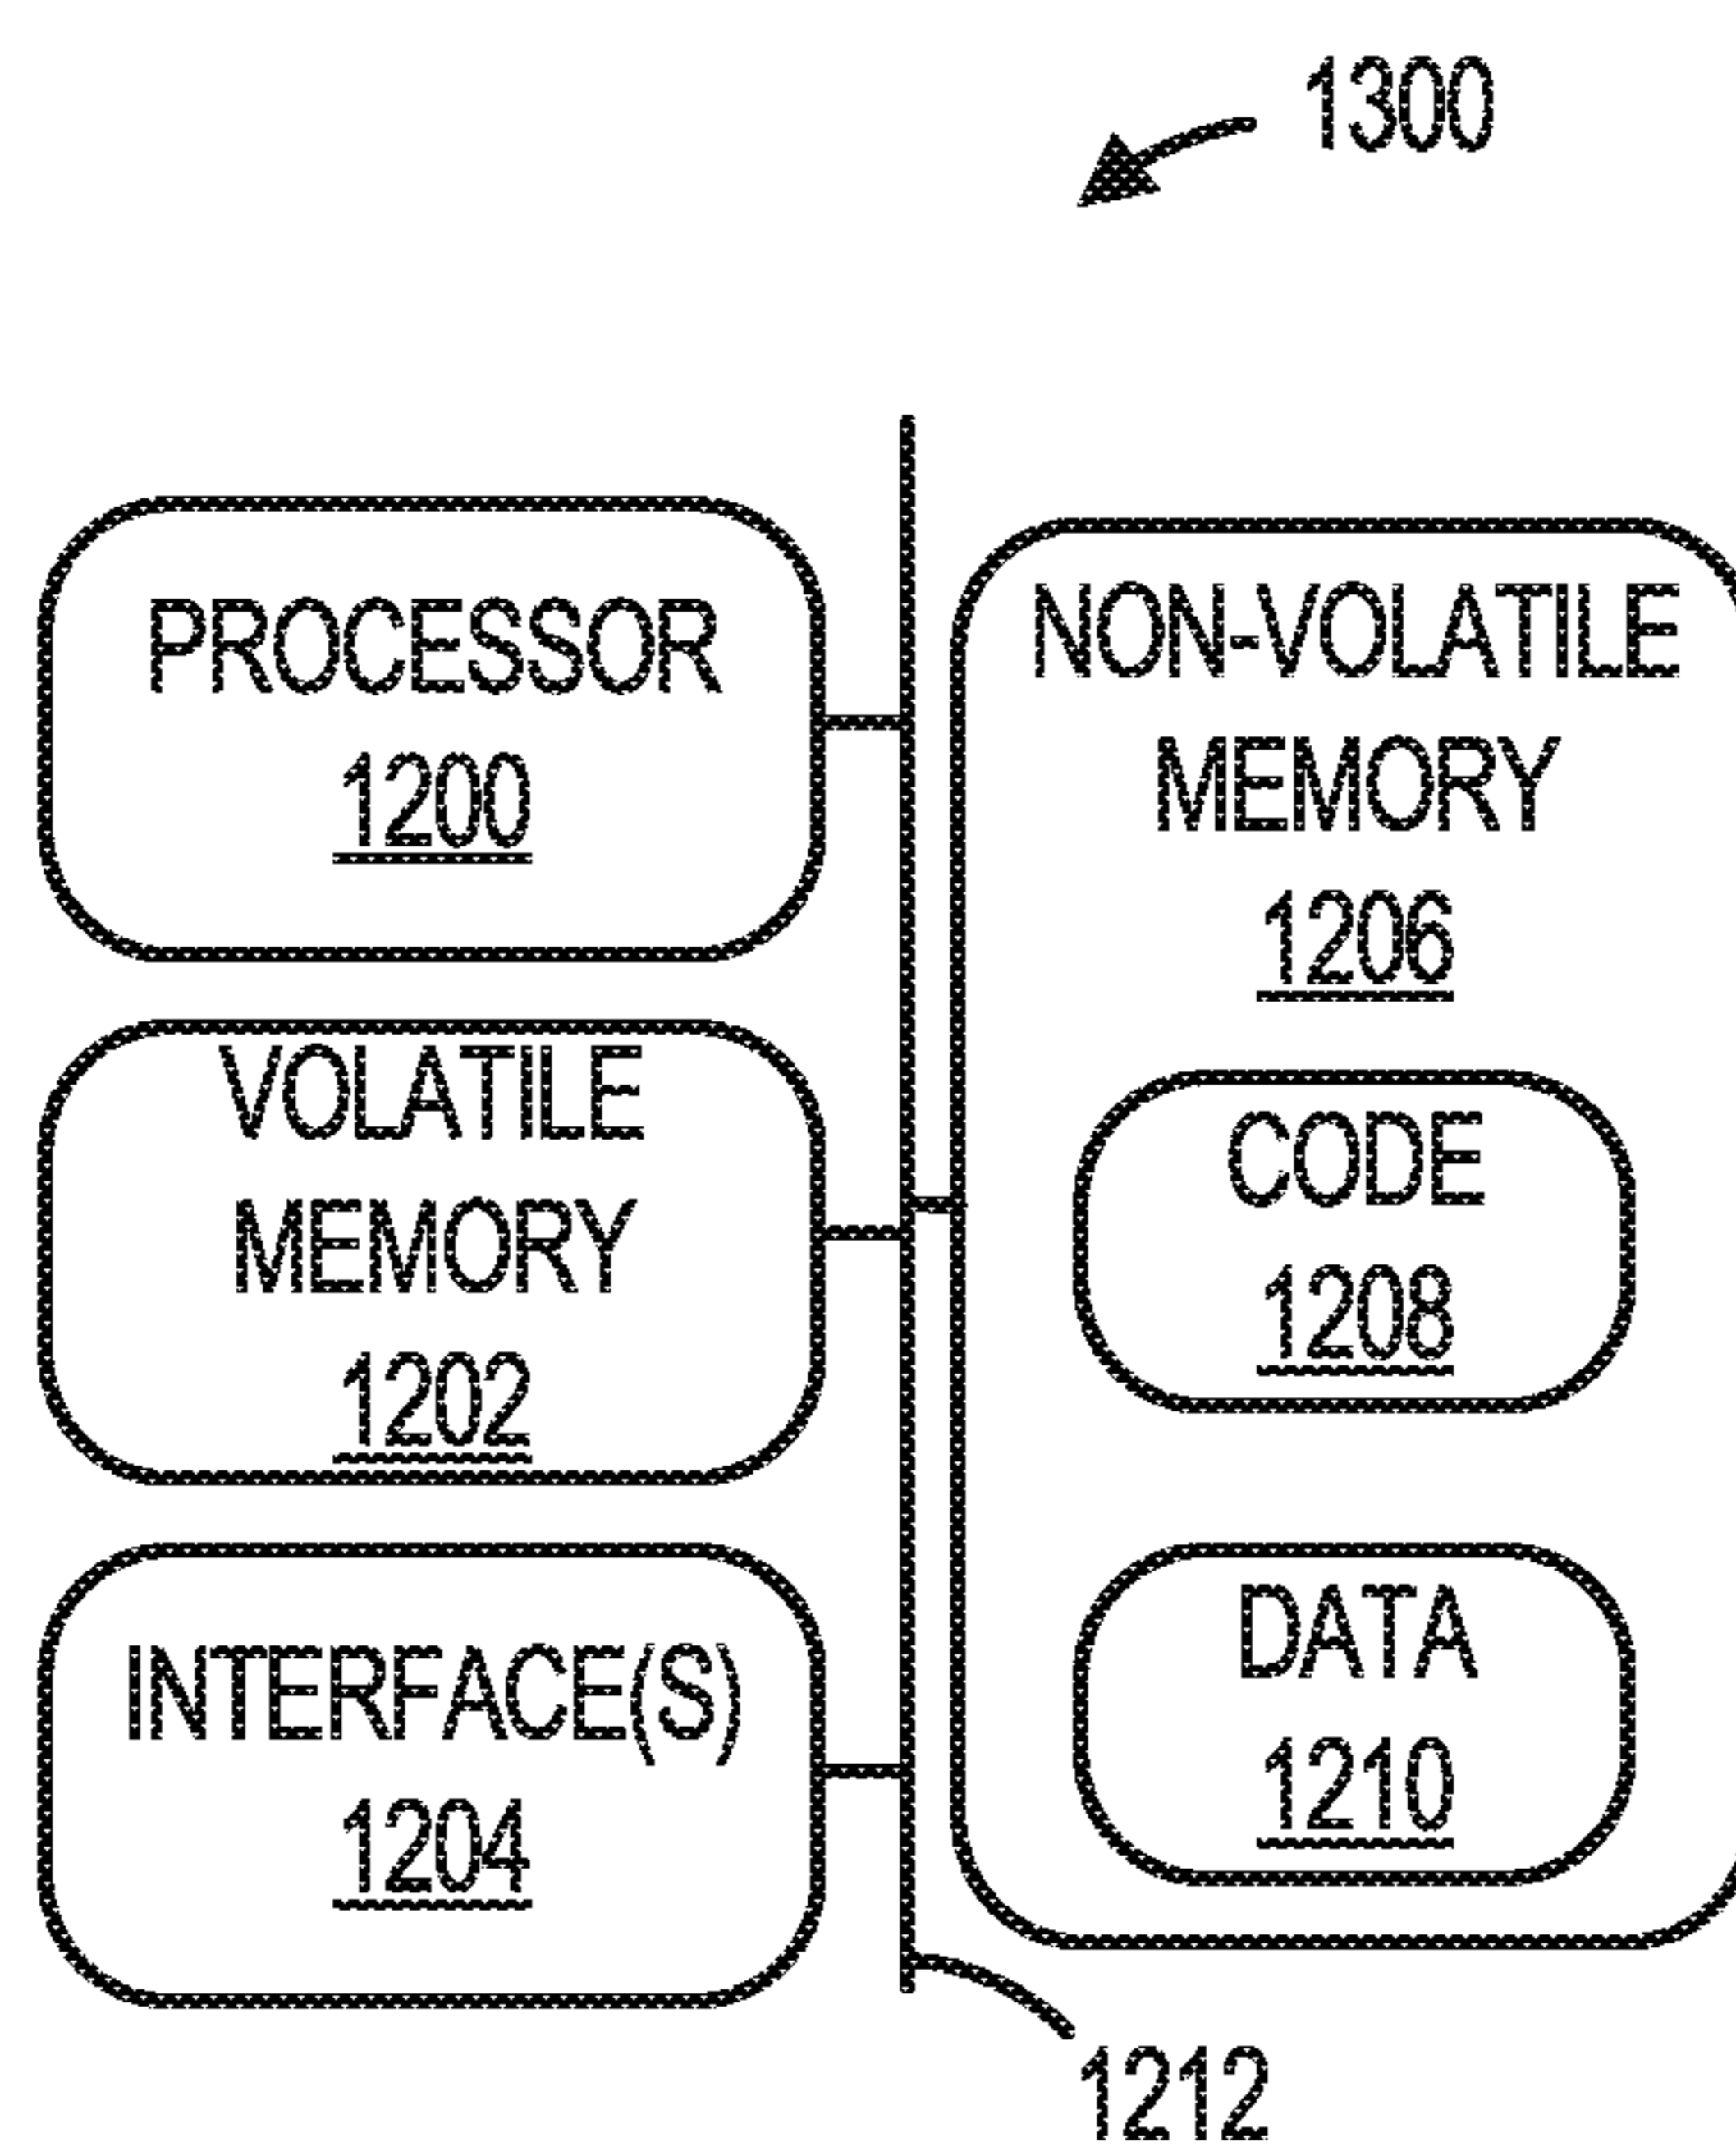 1300
PROCESSOR
1200
VOLATILE
MEMORY
1202
INTERFACE(S)
1204
NON-VOLATILE
MEMORY
1206
CODE
1208
DATA
1210
1212